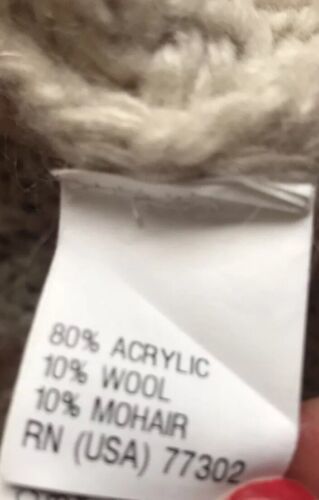 80% ACRYLIC
10% WOOL
10% MOHAIR
RN (USA) 77302